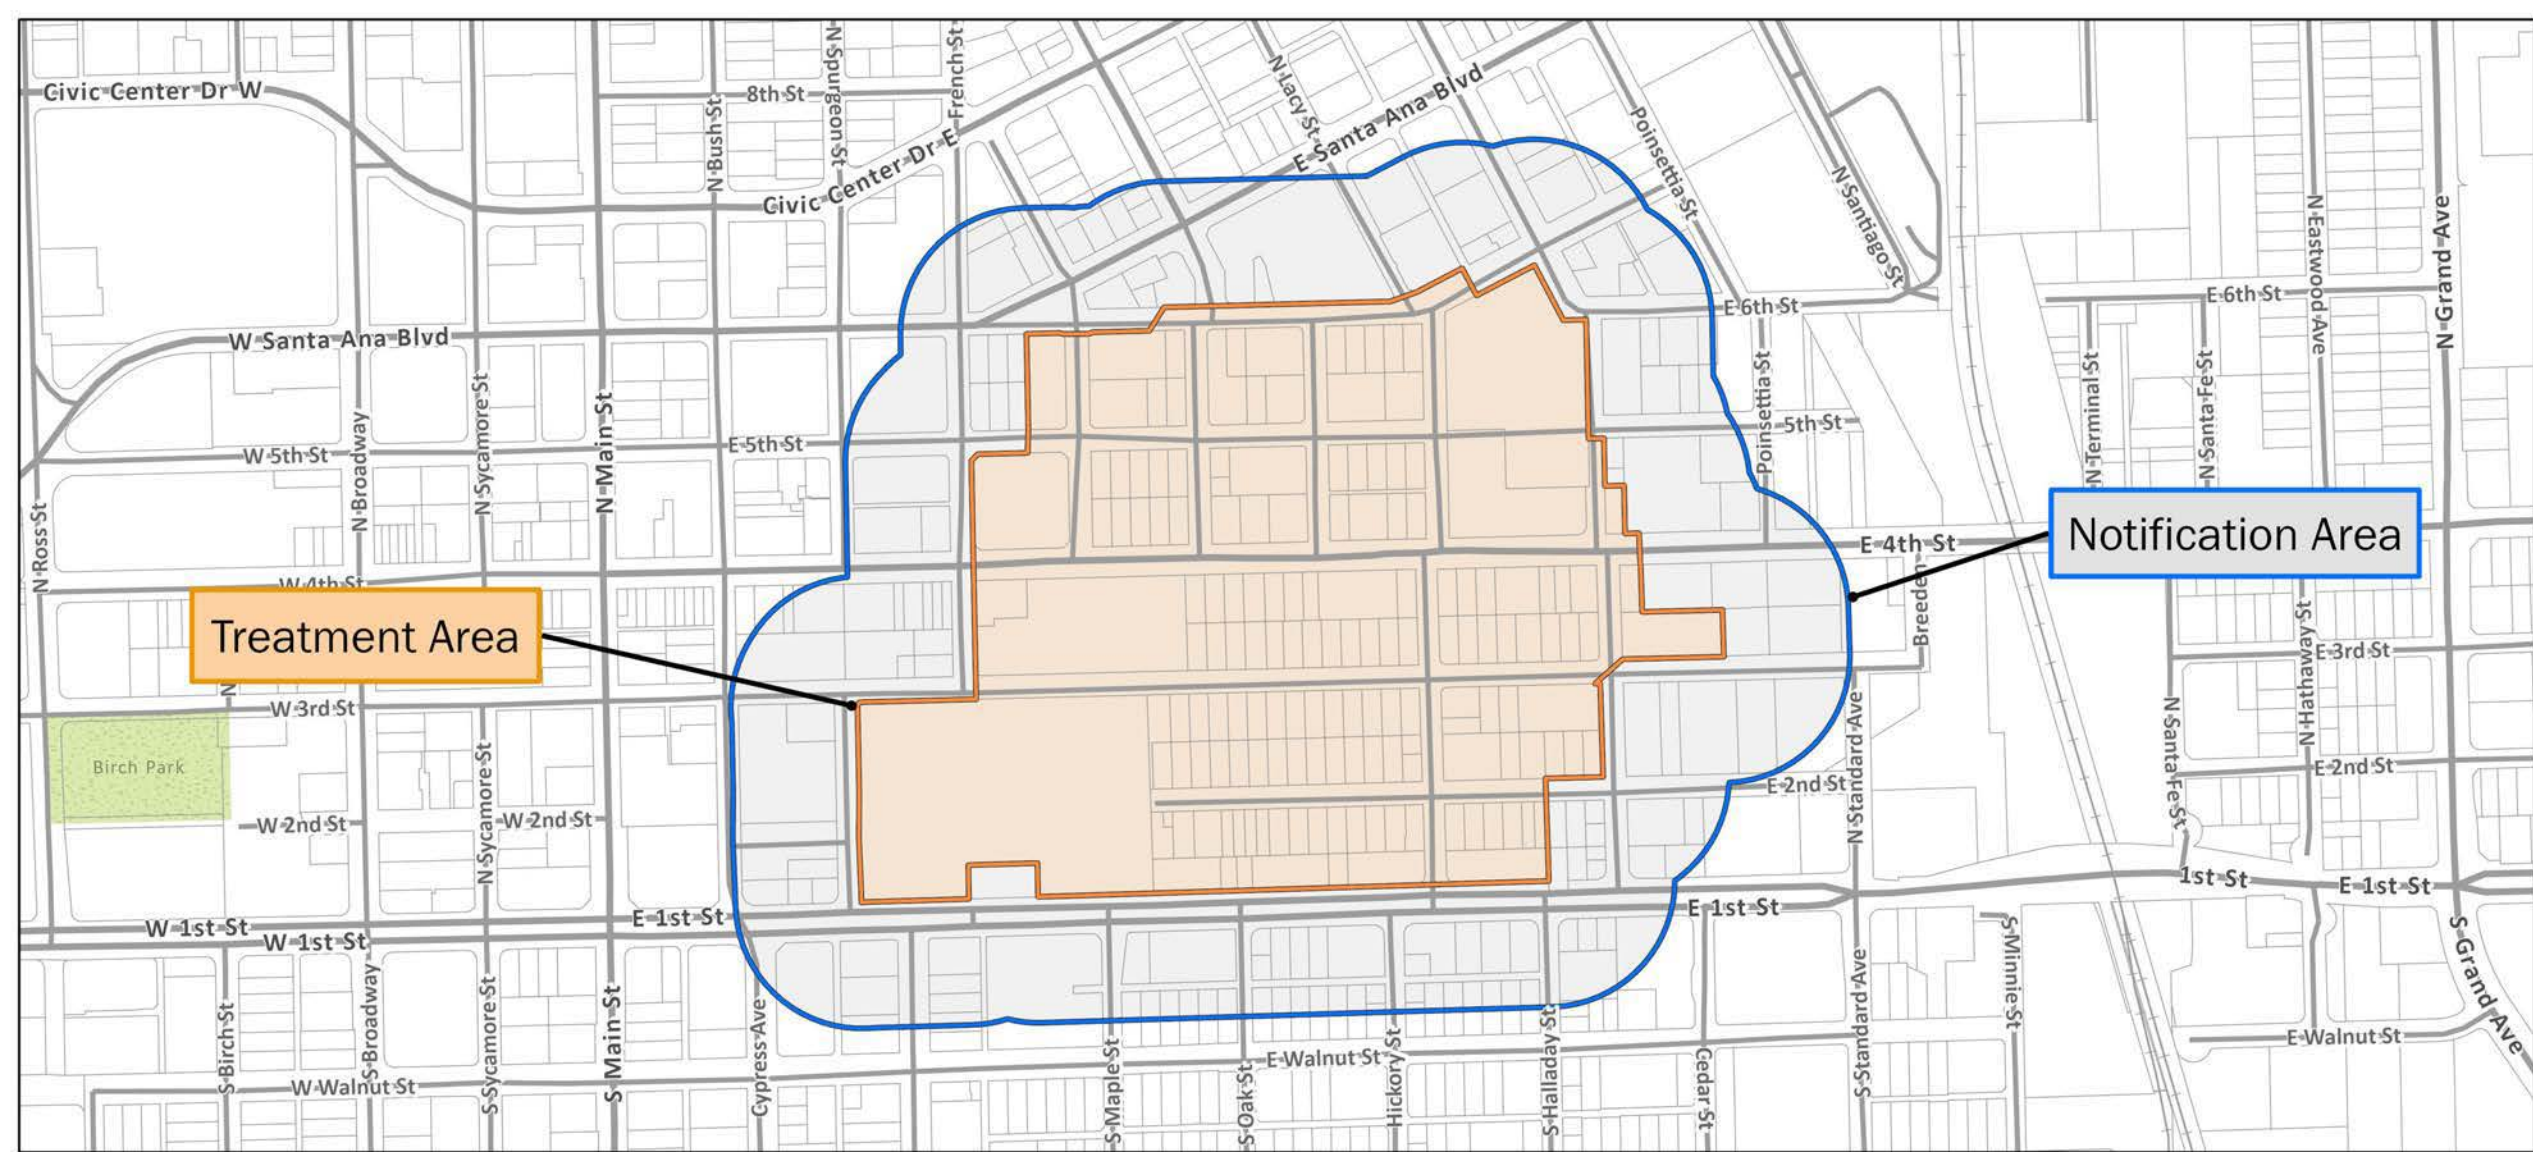 Civic Center Dr W
8th St
N Bush St
N Spurgeon St
French St
Civic Center Dr E
N Lacy St
E Santa Ana Blvd
Poinsettia St
N Santiago St
N Eastwood Ave
N Grand Ave
E 6th St
E 6th St
W Santa Ana Blvd
N Broadway
N Sycamore St
N Main St
E 5th St
W 5th St
Poinsettia St
5th St
N Terminal St
N Santa Fe St
N Ross St
W 4th St
E 4th St
Notification Area
Breeden
Treatment Area
N
W 3rd St
E 3rd St
N Hathaway St
Birch Park
N Sycamore St
N Standard Ave
N Santa Fe St
E 2nd St
E 2nd St
W 2nd St
W 2nd St
1st St
E 1st St
E 1st St
E 1st St
W 1st St
W 1st St
S Grand Ave
S Minnie St
S Birch St
S Broadway
S Sycamore St
S Main St
Cypress Ave
S Maple St
S Oak St
E Walnut St
Hickory St
S Halladay St
Cedar St
S Standard Ave
E Walnut St
W Walnut St